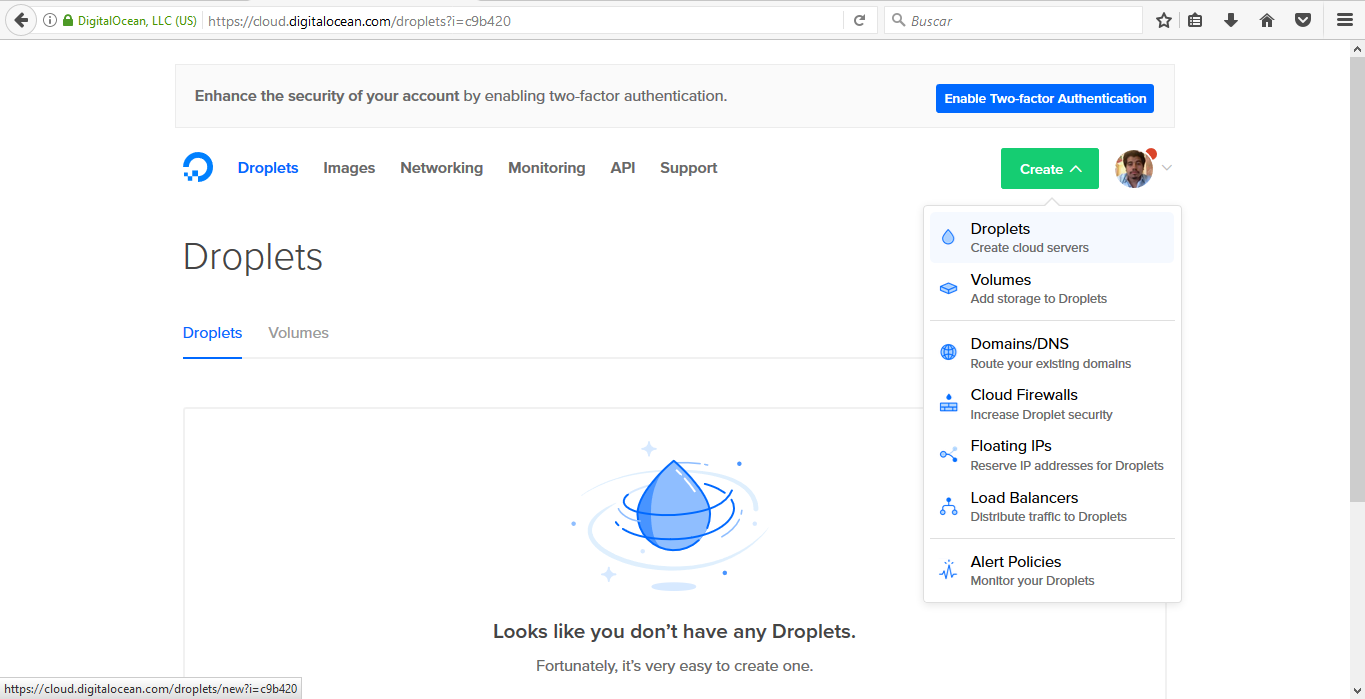 DigitalOcean, LLC (US) https://cloud.digitalocean.com/droplets?i=c9b420 Buscar
Enhance the security of your account by enabling two-factor authentication.
Enable Two-factor Authentication
Droplets Images Networking Monitoring API Support
Create
Droplets
Create cloud servers
Volumes
Add storage to Droplets
Domains/DNS
Route your existing domains
Cloud Firewalls
Increase Droplet security
Floating IPs
Reserve IP addresses for Droplets
Load Balancers
Distribute traffic to Droplets
Alert Policies
Monitor your Droplets
Droplets
Droplets Volumes
Looks like you don’t have any Droplets.
Fortunately, it’s very easy to create one.
https://cloud.digitalocean.com/droplets/new?i=c9b420